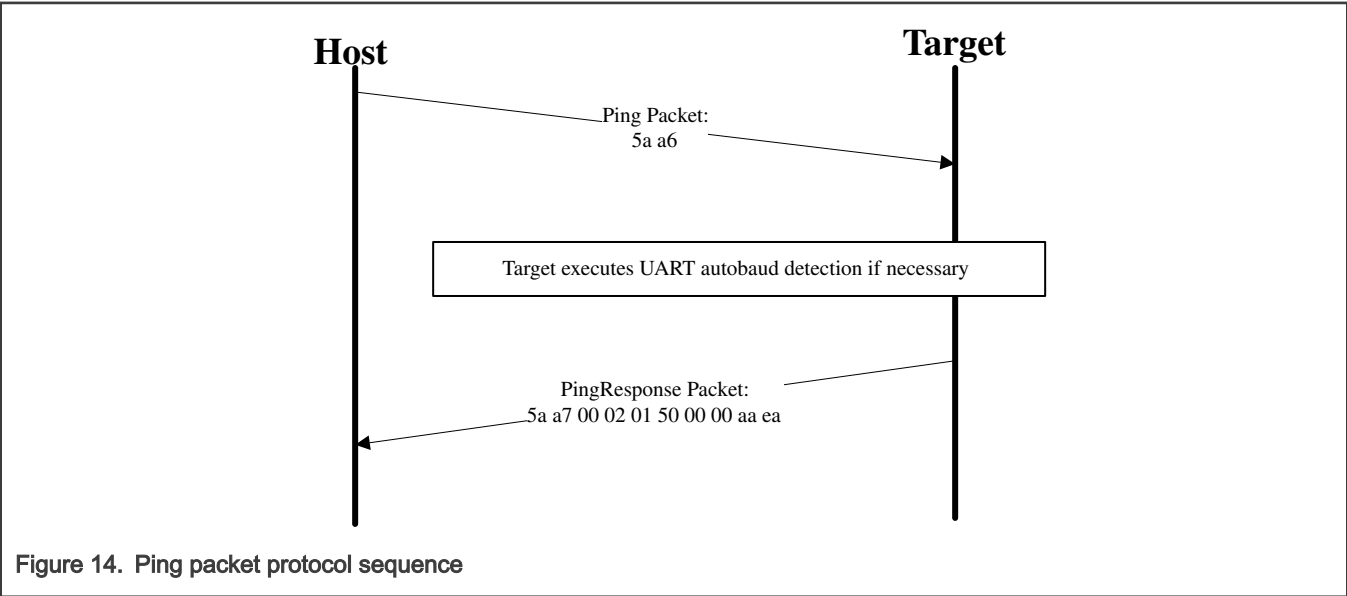 Host
Target
Ping Packet:
5a a6
Target executes UART autobaud detection if necessary
PingResponse Packet:
5a a7 00 02 01 50 00 00 aa ea
Figure 14. Ping packet protocol sequence